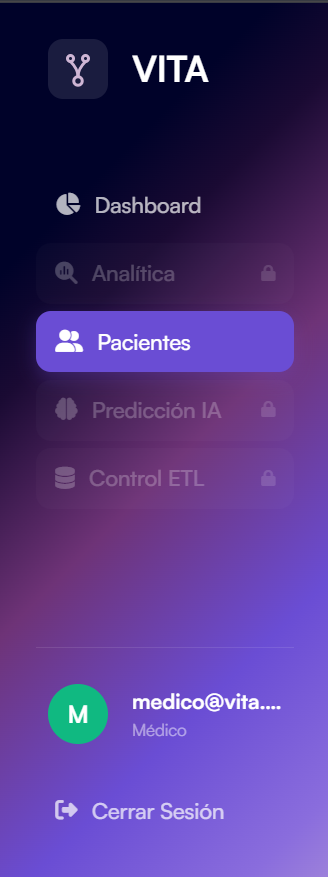 VITA
Dashboard
Analítica
Pacientes
Predicción IA
Control ETL
M
medico@vita....
Médico
Cerrar Sesión